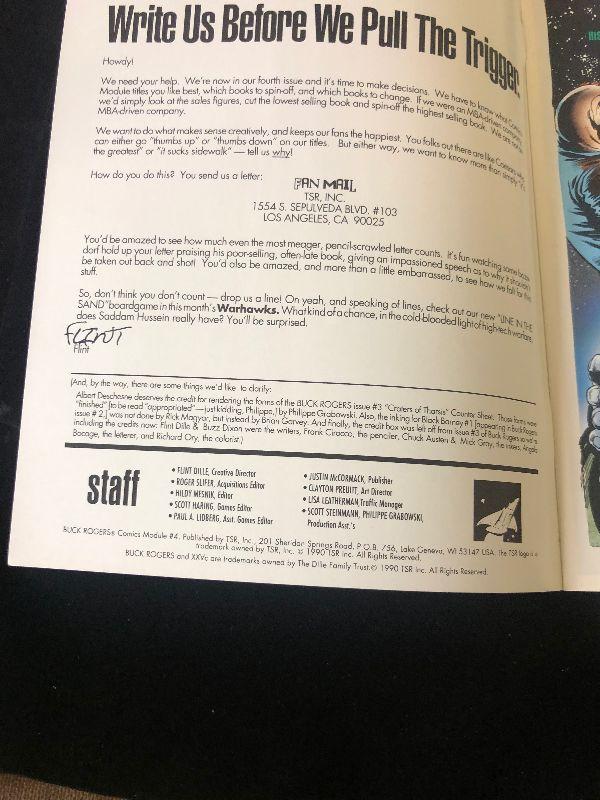 Write Us Before We Pull The Trigger.
HIS
Howdy!
We need your help. We're now in our fourth issue and it's time to make decisions. We have to know what Comics
Module titles you like best, which books to spin-off, and which books to change. If we were an MBA-driven company
we'd simply look at the sales figures, cut the lowest selling book and spin-off the highest selling book. We are not an
MBA-driven company.
We want to do what makes sense creatively, and keeps our fans the happiest. You folks out there are like Caesars who
can either go "thumbs up" or "thumbs down" on our titles. But either way, we want to know more than simply "it's
the greatest" or "it sucks sidewalk" — tell us why!
How do you do this? You send us a letter:
FAN MAIL
TSR, INC.
1554 S. SEPULVEDA BLVD. #103
LOS ANGELES, CA 90025
You'd be amazed to see how much even the most meager, pencil-scrawled letter counts. It's fun watching some bozo
dorf hold up your letter praising his poor-selling, often-late book, giving an impassioned speech as to why it shouldn't
be taken out back and shot! You'd also be amazed, and more than a little embarrassed, to see how we fall for this
stuff.
So, don't think you don't count — drop us a line! On yeah, and speaking of lines, check out our new "LINE IN THE
SAND" boardgame in this month's Warhawks. What kind of a chance, in the cold-blooded light of high-tech warfare,
does Saddam Hussein really have? You'll be surprised.
FLINT
Flint
(And, by the way, there are some things we'd like to clarify:
Albert Deschesne deserves the credit for rendering the forms of the BUCK ROGERS issue #3 "Craters of Tharsis" Counter Sheet. Those forms were
"finished" [to be read "appropriated" — just kidding, Philippe,] by Philippe Grabowski. Also, the inking for Black Barney #1 [appearing in Buck Rogers
issue #2.] was not done by Rick Magyar, but instead by Brian Garvey. And finally, the credit box was left off from issue #3 of Buck Rogers so we're
including the credits now: Flint Dille & Buzz Dixon were the writers, Frank Cirocco, the penciler, Chuck Austen & Mick Gray, the inkers, Angelo
Bocage, the letterer, and Richard Ory, the colorist.)
staff
• FLINT DILLE, Creative Director
• ROGER SLIFER, Acquisitions Editor
• HILDY MESNIK, Editor
• SCOTT HARING, Games Editor
• PAUL A. LIDBERG, Asst. Games Editor
• JUSTIN McCORMACK, Publisher
• CLAYTON PREUITT, Art Director
• LISA LEATHERMAN, Traffic Manager
• SCOTT STEINMANN, PHILIPPE GRABOWSKI,
Production Asst.'s
BUCK ROGERS® Comics Module #4. Published by TSR, Inc., 201 Sheridan Springs Road, P.O.B. 756, Lake Geneva, WI 53147 USA. The TSR logo is a
trademark owned by TSR, Inc. © 1990 TSR Inc. All Rights Reserved.
BUCK ROGERS and XXVc are trademarks owned by The Dille Family Trust. © 1990 TSR Inc. All Rights Reserved.